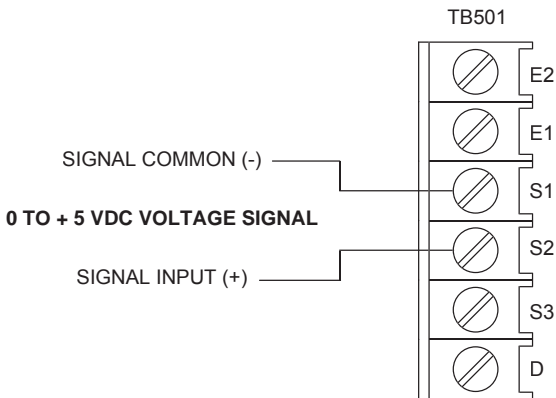 TB501
E2
E1
SIGNAL COMMON (-)
S1
0 TO + 5 VDC VOLTAGE SIGNAL
S2
SIGNAL INPUT (+)
S3
D